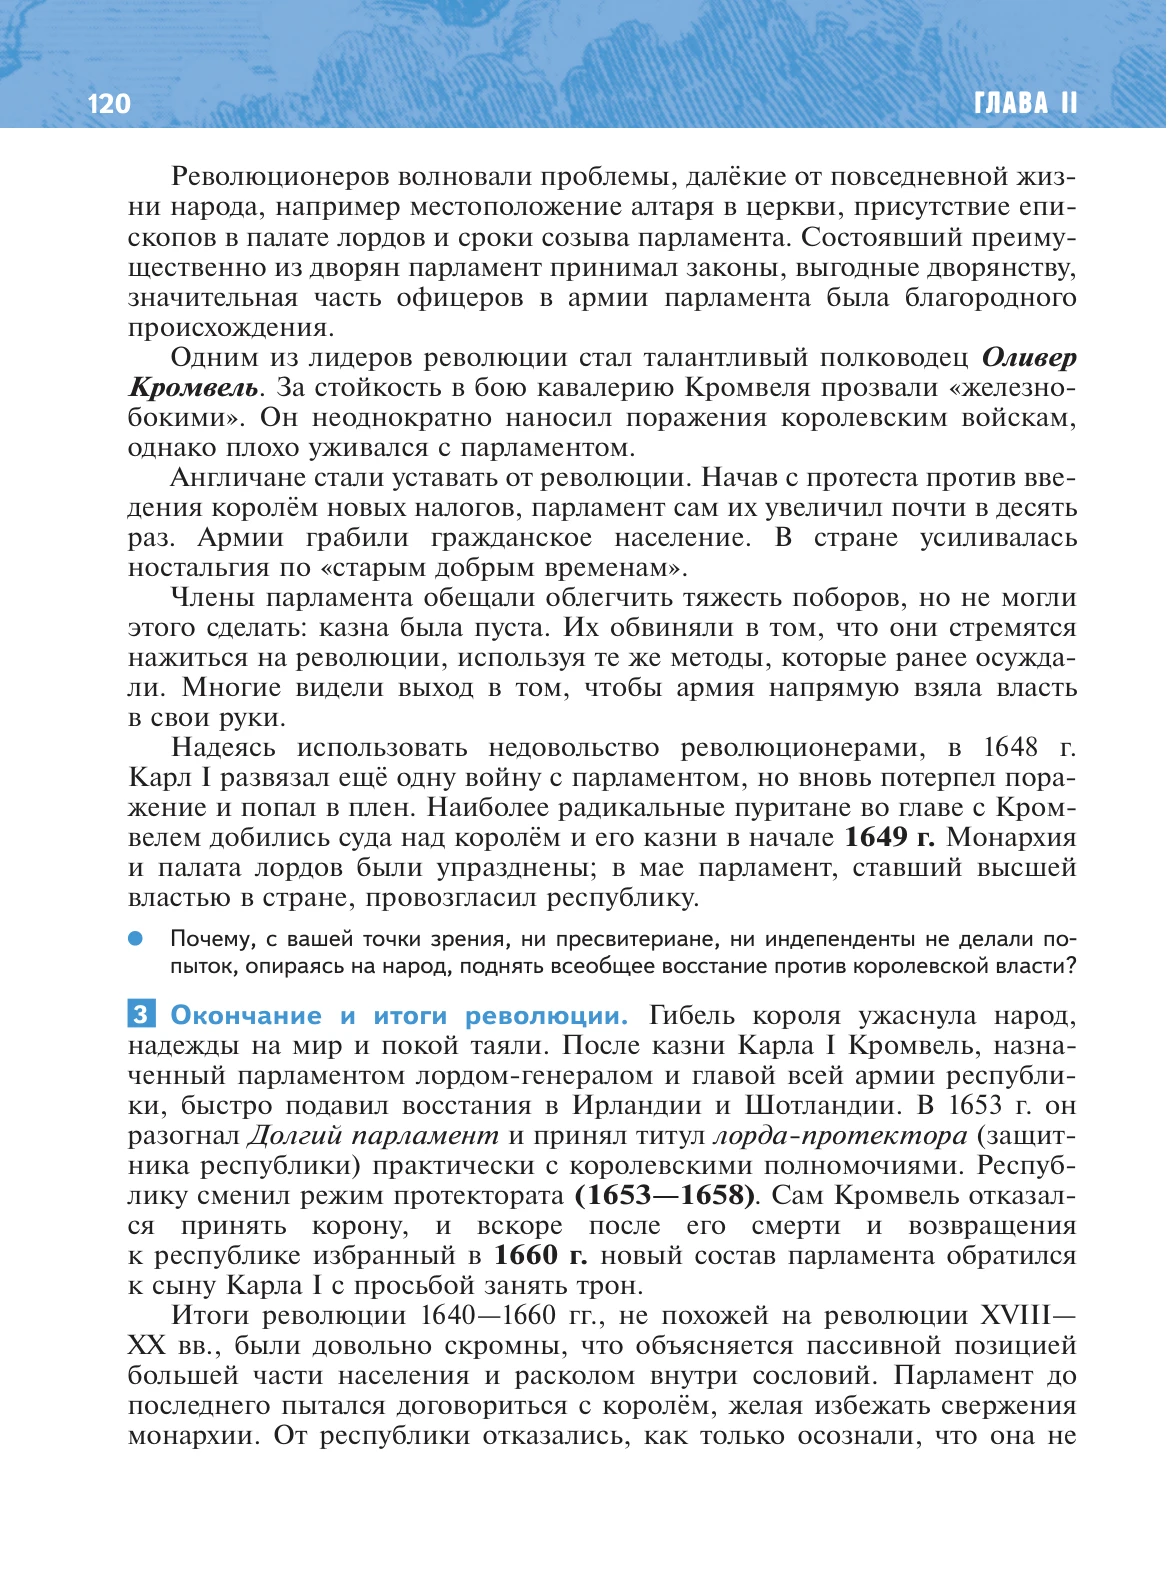 120
ГЛАВА II
Революционеров волновали проблемы, далёкие от повседневной жиз-
ни народа, например местоположение алтаря в церкви, присутствие епи-
скопов в палате лордов и сроки созыва парламента. Состоявший преиму-
щественно из дворян парламент принимал законы, выгодные дворянству,
значительная часть офицеров в армии парламента была благородного
происхождения.
Одним из лидеров революции стал талантливый полководец Оливер
Кромвель. За стойкость в бою кавалерию Кромвеля прозвали «железно-
бокими». Он неоднократно наносил поражения королевским войскам,
однако плохо уживался с парламентом.
Англичане стали уставать от революции. Начав с протеста против вве-
дения королём новых налогов, парламент сам их увеличил почти в десять
раз. Армии грабили гражданское население. В стране усиливалась
ностальгия по «старым добрым временам».
Члены парламента обещали облегчить тяжесть поборов, но не могли
этого сделать: казна была пуста. Их обвиняли в том, что они стремятся
нажиться на революции, используя те же методы, которые ранее осужда-
ли. Многие видели выход в том, чтобы армия напрямую взяла власть
в свои руки.
Надеясь использовать недовольство революционерами, в 1648 г.
Карл I развязал ещё одну войну с парламентом, но вновь потерпел пора-
жение и попал в плен. Наиболее радикальные пуритане во главе с Кром-
велем добились суда над королём и его казни в начале 1649 г. Монархия
и палата лордов были упразднены; в мае парламент, ставший высшей
властью в стране, провозгласил республику.
● Почему, с вашей точки зрения, ни пресвитериане, ни индепенденты не делали по-
пыток, опираясь на народ, поднять всеобщее восстание против королевской власти?
3 Окончание и итоги революции. Гибель короля ужаснула народ,
надежды на мир и покой таяли. После казни Карла I Кромвель, назна-
ченный парламентом лордом-генералом и главой всей армии республи-
ки, быстро подавил восстания в Ирландии и Шотландии. В 1653 г. он
разогнал Долгий парламент и принял титул лорда-протектора (защит-
ника республики) практически с королевскими полномочиями. Респуб-
лику сменил режим протектората (1653—1658). Сам Кромвель отказал-
ся принять корону, и вскоре после его смерти и возвращения
к республике избранный в 1660 г. новый состав парламента обратился
к сыну Карла I с просьбой занять трон.
Итоги революции 1640—1660 гг., не похожей на революции XVIII—
XX вв., были довольно скромны, что объясняется пассивной позицией
большей части населения и расколом внутри сословий. Парламент до
последнего пытался договориться с королём, желая избежать свержения
монархии. От республики отказались, как только осознали, что она не